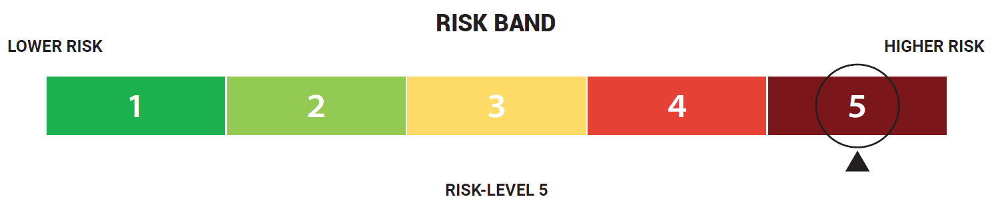 RISK BAND
LOWER RISK
HIGHER RISK
1 2 3 4 5
RISK-LEVEL 5